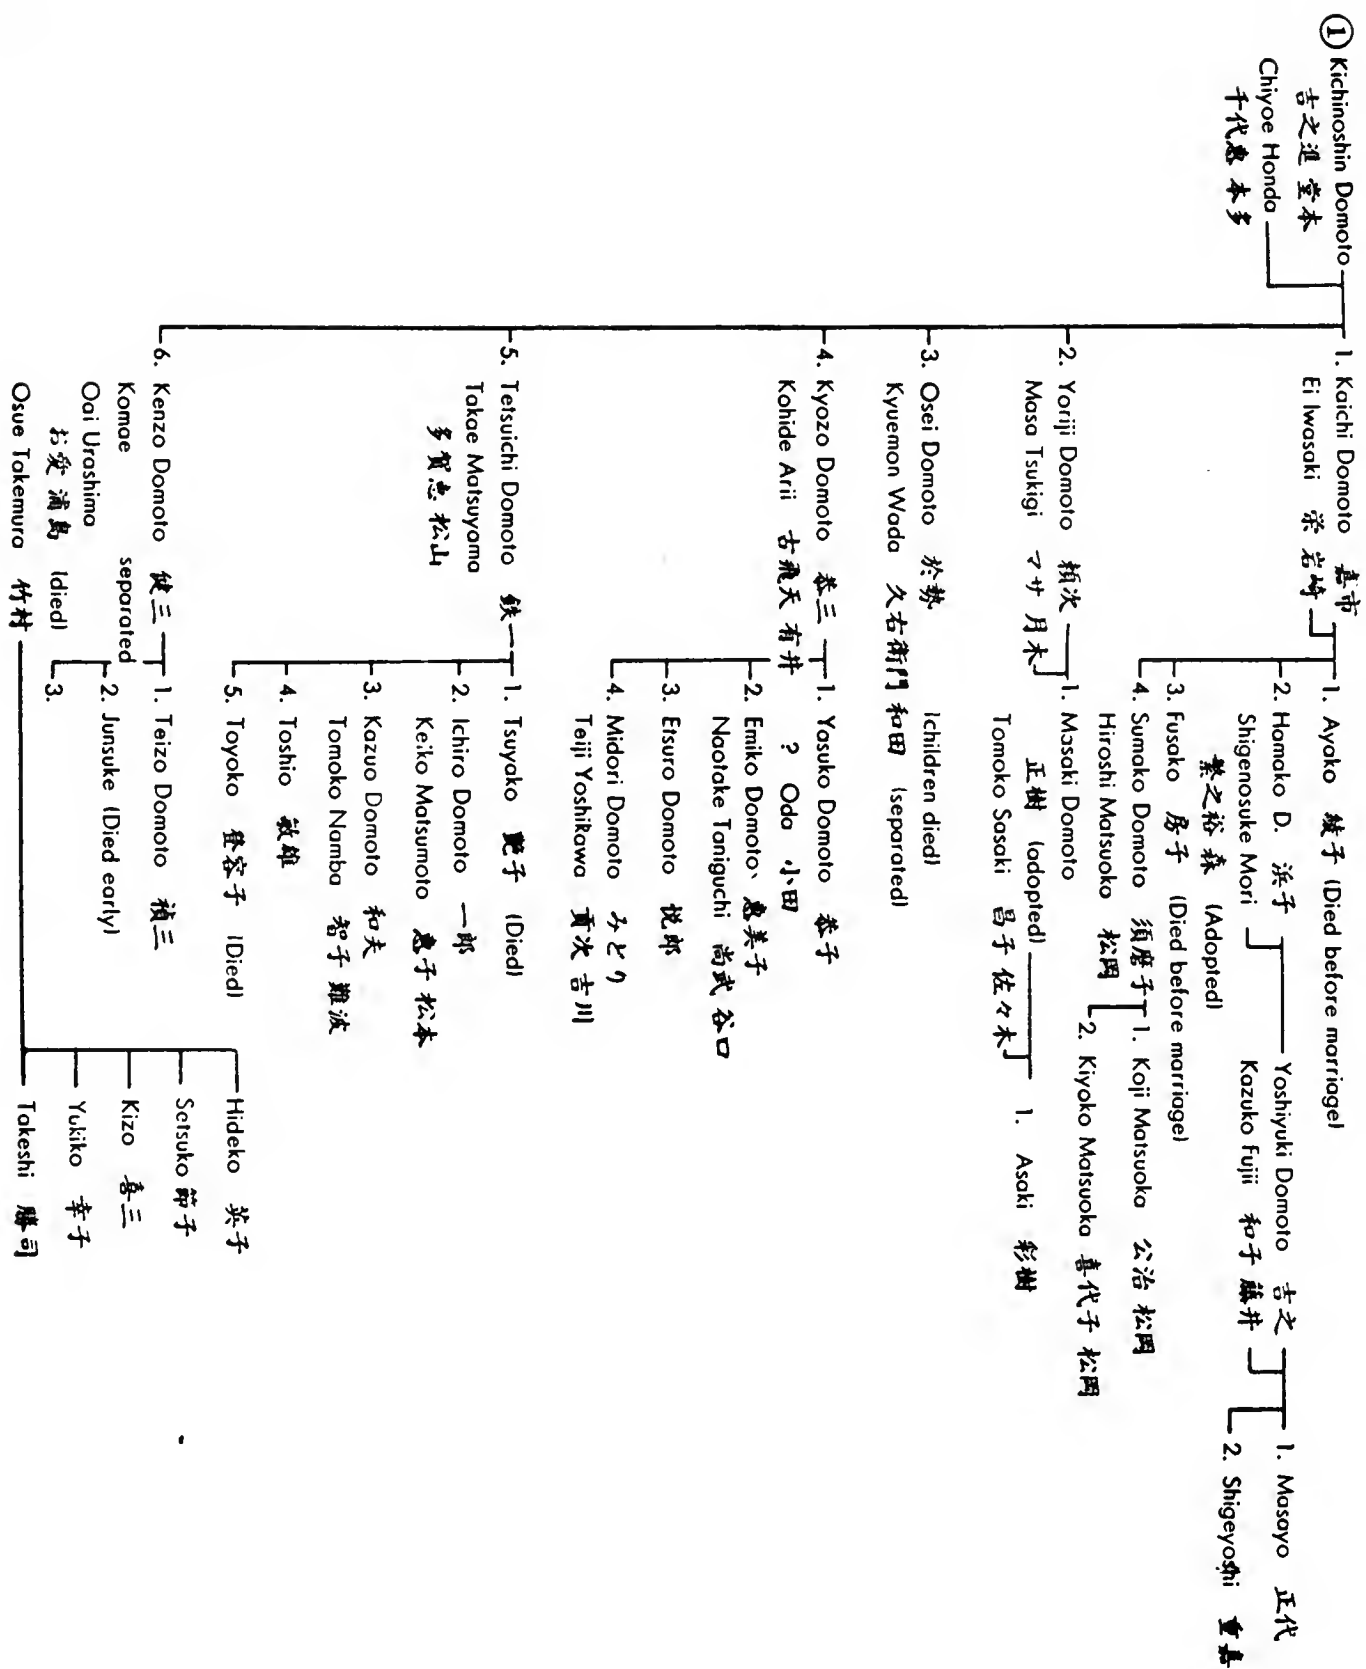 ① Kichinoshin Domoto
吉之進 堂本
Chiyoe Honda
千代恵 本多
1. Kaichi Domoto 嘉市
Ei Iwasaki 栄 岩崎
1. Ayako 綾子 (Died before marriage)
2. Hamako D. 浜子
Shigenosuke Mori
繁之裕 森 (Adopted)
Yoshiyuki Domoto 吉之
Kazuko Fujii 和子 藤井
1. Masayo 正代
2. Shigeyoshi 重嘉
3. Fusako 房子 (Died before marriage)
4. Sumako Domoto 須磨子
Hiroshi Matsuoka 松岡
1. Koji Matsuoka 公治 松岡
2. Kiyoko Matsuoka 喜代子 松岡
2. Yoriji Domoto 頼次
Masa Tsukigi マサ 月木
1. Masaki Domoto
正樹 (adopted)
Tomoko Sasaki 昌子 佐々木
1. Asaki 彩樹
3. Osei Domoto 於勢
Kyuemon Wada 久右衛門 和田 (separated)
(children died)
4. Kyozo Domoto 恭三
Kohide Arii 古飛天 有井
1. Yasuko Domoto 恭子
? Oda 小田
2. Emiko Domoto、恵美子
Naotake Taniguchi 尚武 谷口
3. Etsuro Domoto 悦郎
4. Midori Domoto みどり
Teiji Yoshikawa 貢次 吉川
5. Tetsuichi Domoto 鉄一
Takae Matsuyama
多賀恵 松山
1. Tsuyako 艶子 (Died)
2. Ichiro Domoto 一郎
Keiko Matsumoto 恵子 松本
3. Kazuo Domoto 和夫
Tomoko Namba 智子 難波
4. Toshio 敏雄
5. Toyoko 登容子 (Died)
6. Kenzo Domoto 健三
Komae separated
Oai Urashima
お愛 浦島 (died)
Osue Takemura 竹村
1. Teizo Domoto 禎三
2. Junsuke (Died early)
3.
Hideko 英子
Setsuko 節子
Kizo 喜三
Yukiko 幸子
Takeshi 勝司